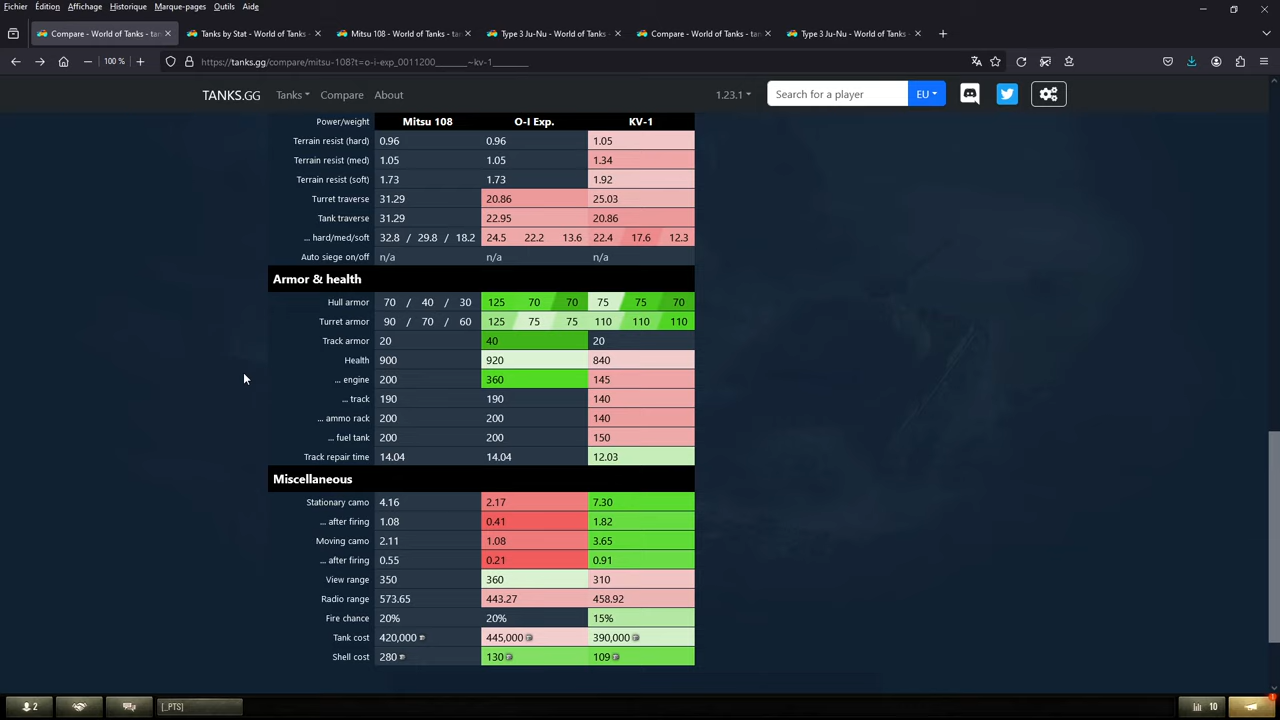 Fichier Édition Affichage Historique Marque-pages Outils Aide
Compare - World of Tanks - tan × Tanks by Stat - World of Tanks - × Mitsu 108 - World of Tanks - tan × Type 3 Ju-Nu - World of Tanks - × Compare - World of Tanks - tan × Type 3 Ju-Nu - World of Tanks - × +
100 % https://tanks.gg/compare/mitsu-108?t=o-i-exp_0011200_______~kv-1_______
TANKS.GG Tanks Compare About 1.23.1 Search for a player EU
Power/weight Mitsu 108 O-I Exp. KV-1
Terrain resist (hard) 0.96 0.96 1.05
Terrain resist (med) 1.05 1.05 1.34
Terrain resist (soft) 1.73 1.73 1.92
Turret traverse 31.29 20.86 25.03
Tank traverse 31.29 22.95 20.86
... hard/med/soft 32.8 / 29.8 / 18.2 24.5 22.2 13.6 22.4 17.6 12.3
Auto siege on/off n/a n/a n/a
Armor & health
Hull armor 70 / 40 / 30 125 70 70 75 75 70
Turret armor 90 / 70 / 60 125 75 75 110 110 110
Track armor 20 40 20
Health 900 920 840
... engine 200 360 145
... track 190 190 140
... ammo rack 200 200 140
... fuel tank 200 200 150
Track repair time 14.04 14.04 12.03
Miscellaneous
Stationary camo 4.16 2.17 7.30
... after firing 1.08 0.41 1.82
Moving camo 2.11 1.08 3.65
... after firing 0.55 0.21 0.91
View range 350 360 310
Radio range 573.65 443.27 458.92
Fire chance 20% 20% 15%
Tank cost 420,000 445,000 390,000
Shell cost 280 130 109
2 [_PTS] 10 1